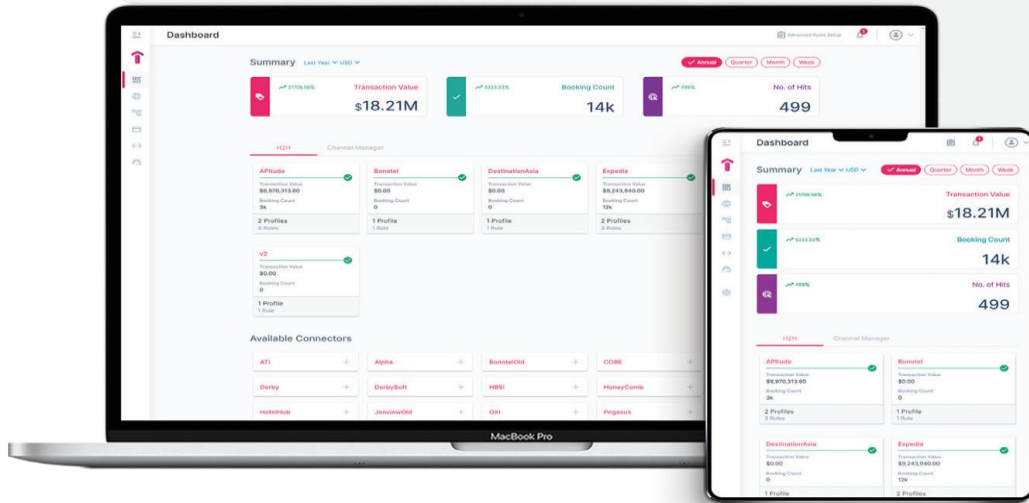 Dashboard
Advanced Rules Setup
Summary Last Year USD
Annual Quarter Month Week
Transaction Value
$18.21M
5323.33% Booking Count
14k
499% No. of Hits
499
H2H Channel Manager
APItude
Transaction Value
$8,970,313.60
Booking Count
3k
2 Profiles
Bonotel
Transaction Value
$0.00
Booking Count
0
1 Profile
1 Rule
DestinationAsia
Transaction Value
$0.00
Booking Count
0
1 Profile
1 Rule
Expedia
Transaction Value
$9,243,940.00
Booking Count
12k
2 Profiles
v2
Transaction Value
$0.00
Booking Count
0
1 Profile
1 Rule
Available Connectors
ATI Alpha BonotelOld
Derby DerbySoft HBSi HoneyComb
HotelHub JonviewOld OXI Pegasus
MacBook Pro
Dashboard
Summary Last Year USD
Annual Quarter Month Week
Transaction Value
$18.21M
Booking Count
14k
499% No. of Hits
499
H2H Channel Manager
APItude
Transaction Value
$8,970,313.60
Booking Count
3k
2 Profiles
Bonotel
Transaction Value
$0.00
Booking Count
0
1 Profile
1 Rule
DestinationAsia
Transaction Value
$0.00
Booking Count
0
1 Profile
Expedia
Transaction Value
$9,243,940.00
Booking Count
12k
2 Profiles